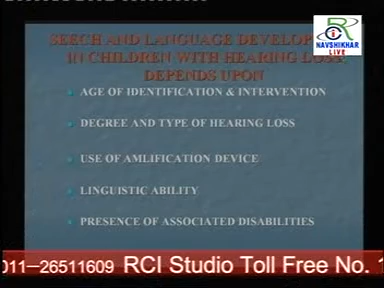 SEECH AND LANGUAGE DEVELOP
IN CHILDREN WITH HEARING LOSS
DEPENDS UPON
AGE OF IDENTIFICATION & INTERVENTION
DEGREE AND TYPE OF HEARING LOSS
USE OF AMLIFICATION DEVICE
LINGUISTIC ABILITY
PRESENCE OF ASSOCIATED DISABILITIES
NAVSHIKHAR
LIVE
011–26511609 RCI Studio Toll Free No. 1